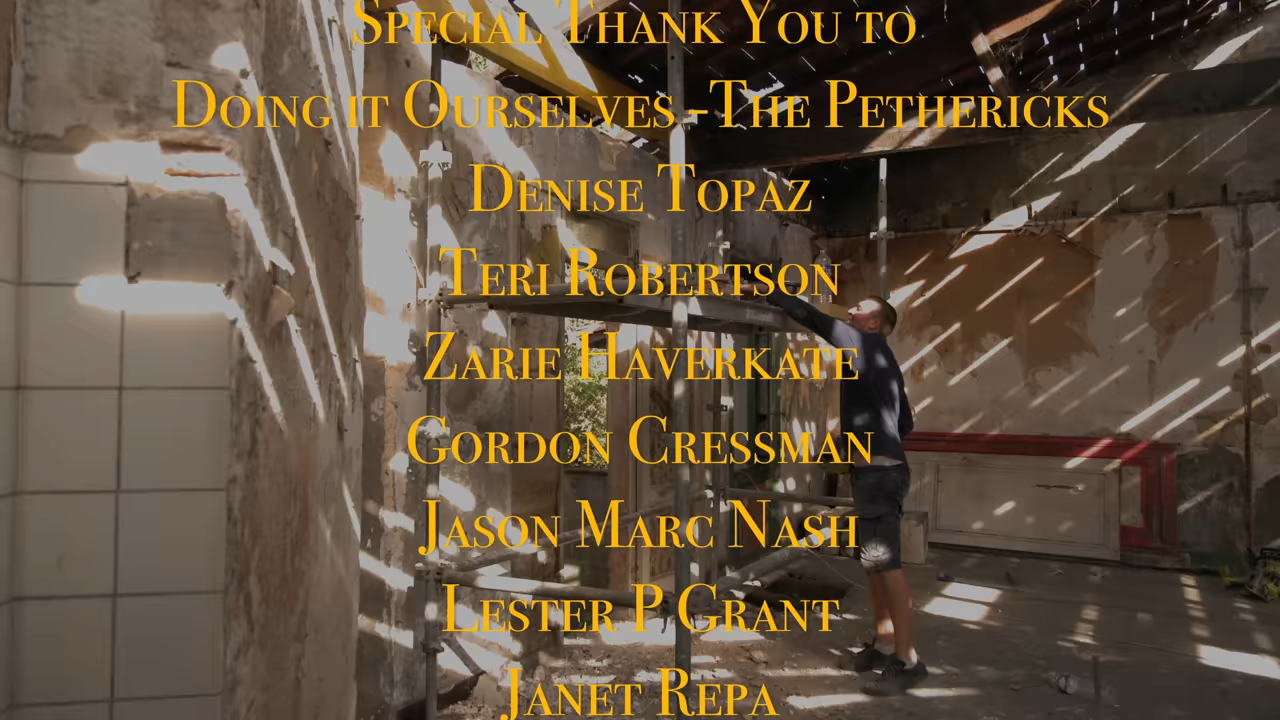 Special Thank You to
Doing it Ourselves -The Pethericks
Denise Topaz
Teri Robertson
Zarie Haverkate
Gordon Cressman
Jason Marc Nash
Lester P Grant
Janet Repa